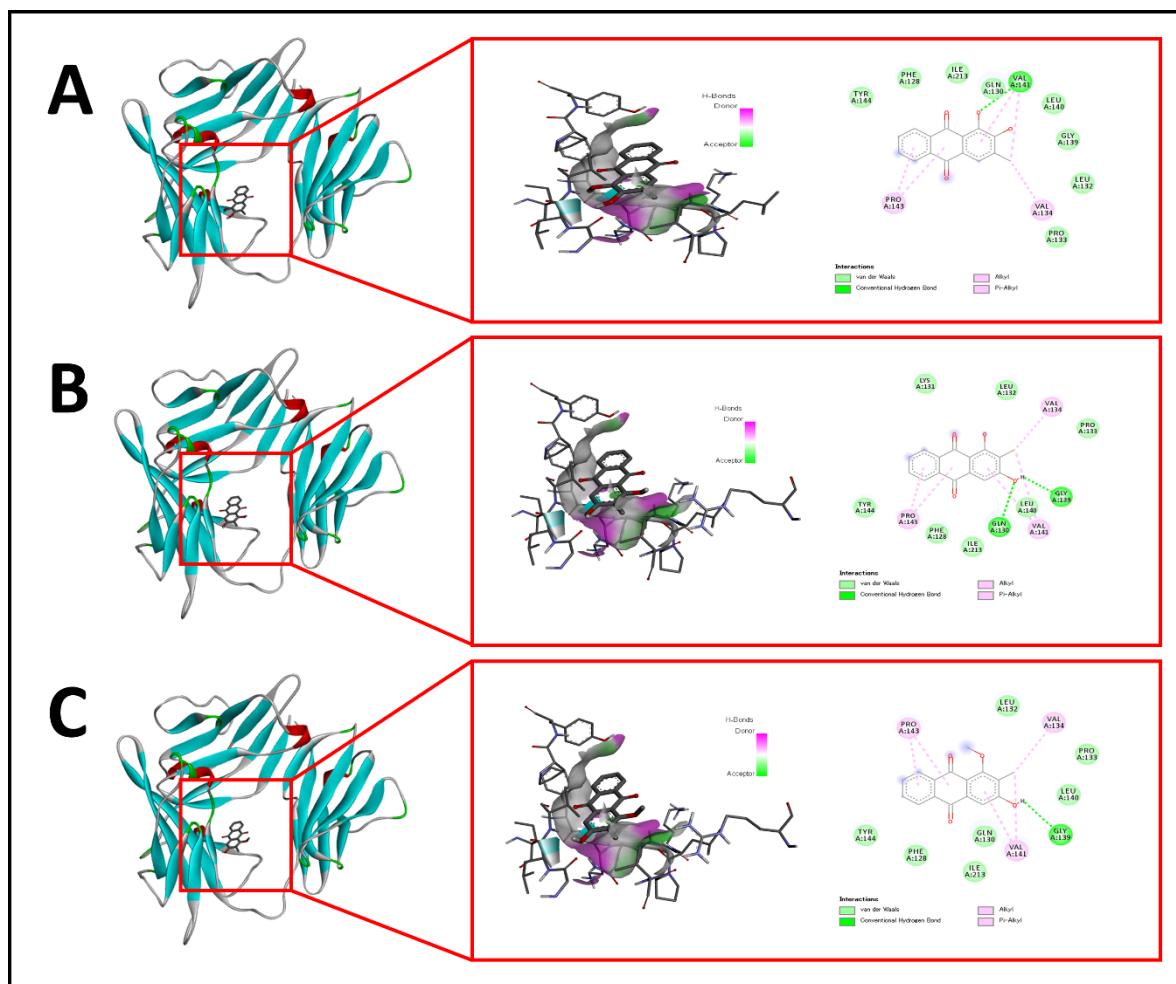 A
H-Bonds
Donor
Acceptor
TYR
A:144
PHE
A:128
ILE
A:213
GLN
A:130
VAL
A:141
LEU
A:140
GLY
A:139
LEU
A:132
VAL
A:134
PRO
A:133
PRO
A:143
Interactions
van der Waals
Conventional Hydrogen Bond
Alkyl
Pi-Alkyl
B
H-Bonds
Donor
Acceptor
LYS
A:131
LEU
A:132
VAL
A:134
PRO
A:133
H
GLY
A:139
LEU
A:140
VAL
A:141
GLN
A:130
ILE
A:213
PHE
A:128
PRO
A:143
TYR
A:144
Interactions
van der Waals
Conventional Hydrogen Bond
Alkyl
Pi-Alkyl
C
H-Bonds
Donor
Acceptor
PRO
A:143
LEU
A:132
VAL
A:134
PRO
A:133
LEU
A:140
H
GLY
A:139
GLN
A:130
VAL
A:141
ILE
A:213
PHE
A:128
TYR
A:144
Interactions
van der Waals
Conventional Hydrogen Bond
Alkyl
Pi-Alkyl